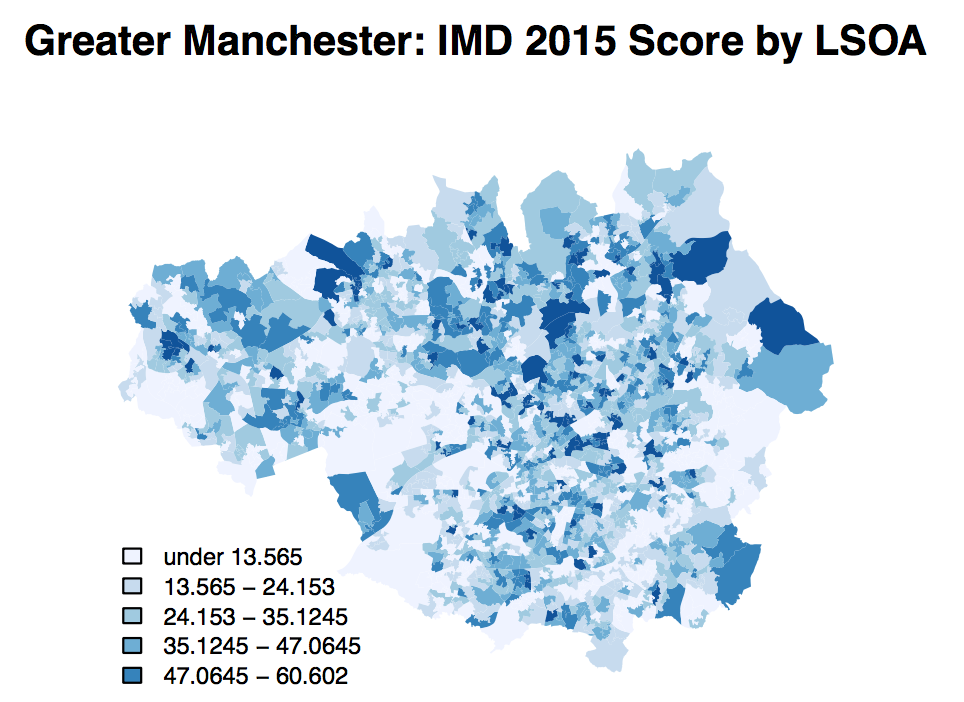 Greater Manchester: IMD 2015 Score by LSOA
under 13.565
13.565 − 24.153
24.153 − 35.1245
35.1245 − 47.0645
47.0645 − 60.602